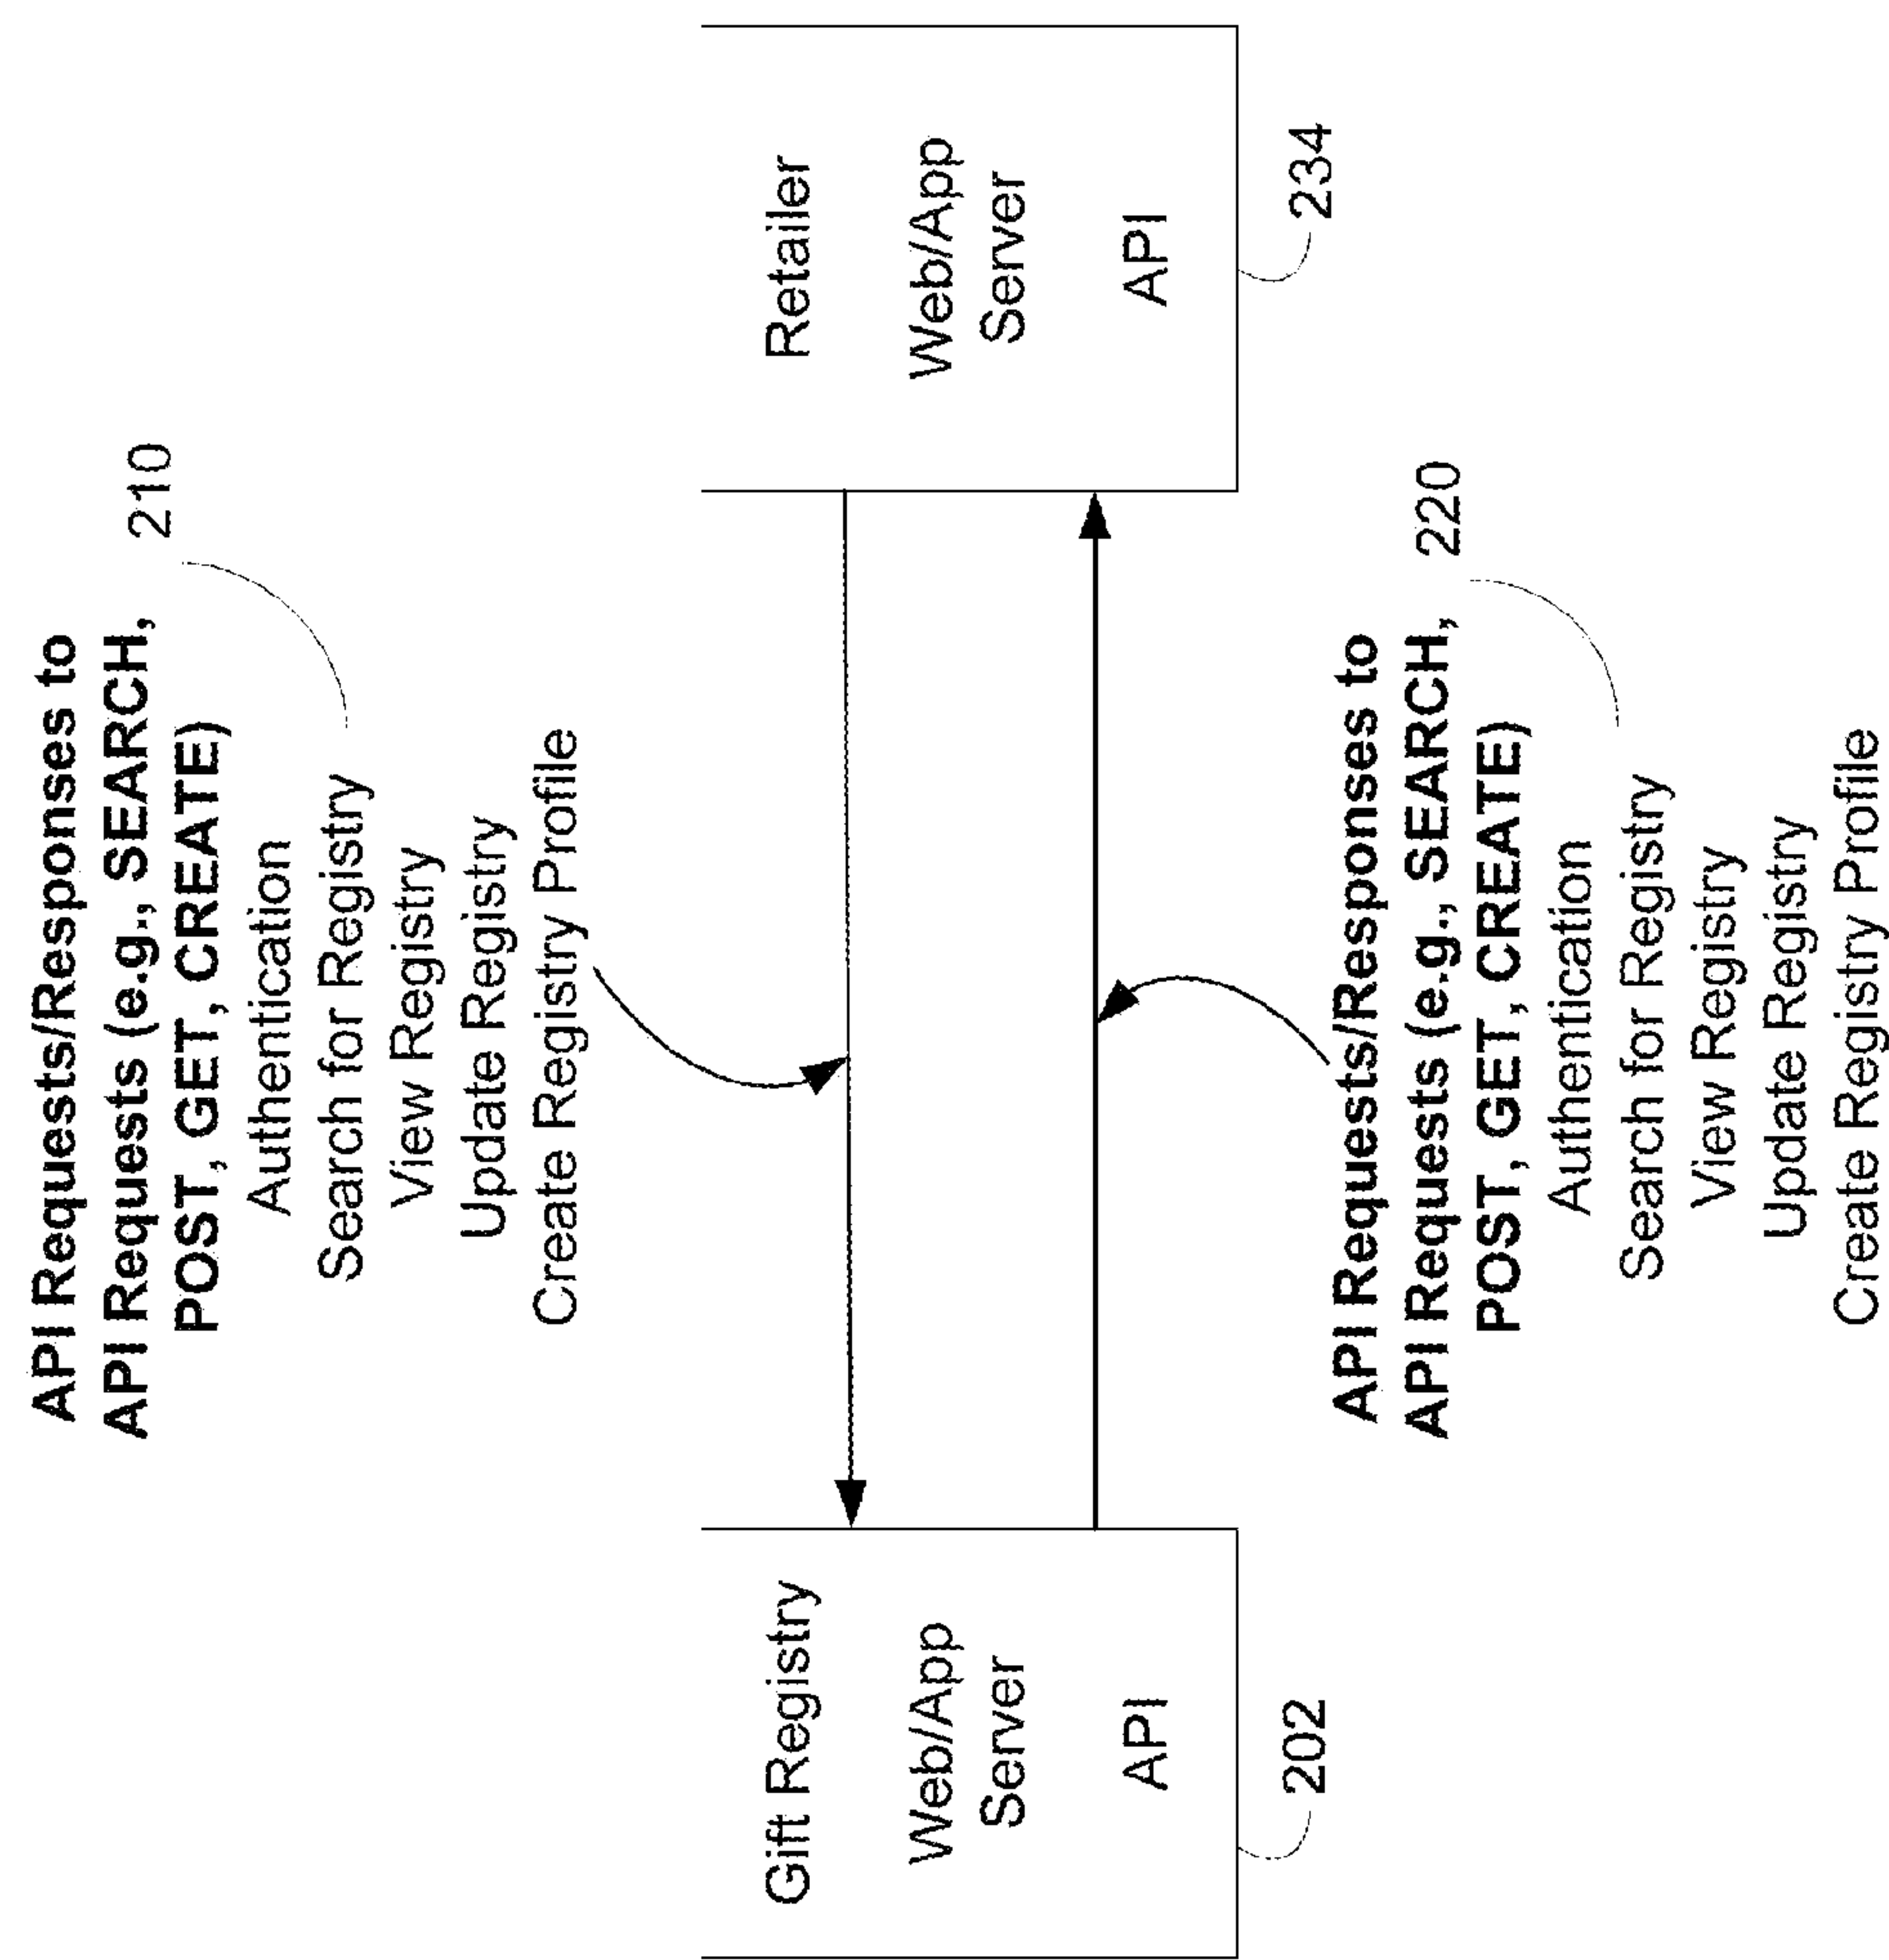 API Requests/Responses to
API Requests (e.g., SEARCH,
POST, GET, CREATE)
210
Authentication
Search for Registry
View Registry
Update Registry
Create Registry Profile
Gift Registry
Web/App
Server
API
202
Retailer
Web/App
Server
API
234
API Requests/Responses to
API Requests (e.g., SEARCH,
POST, GET, CREATE)
220
Authentication
Search for Registry
View Registry
Update Registry
Create Registry Profile